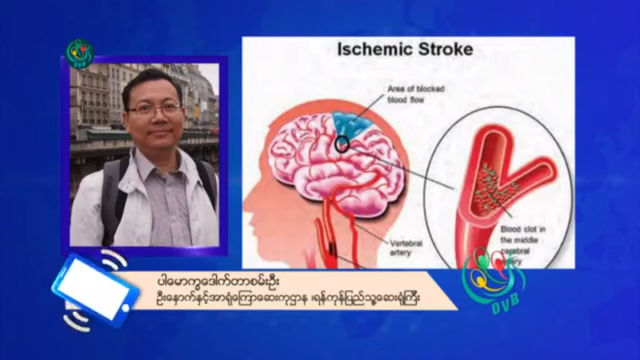 DVB
Ischemic Stroke
Area of blocked
blood flow
Vertebral
artery
Blood clot in
the middle
cerebral
artery
ပါမောက္ခဒေါက်တာစမ်းဦး
ဦးနှောက်နှင့်အာရုံကြောဆေးကုဌာန ၊ရန်ကုန်ပြည်သူ့ဆေးရုံကြီး
DVB